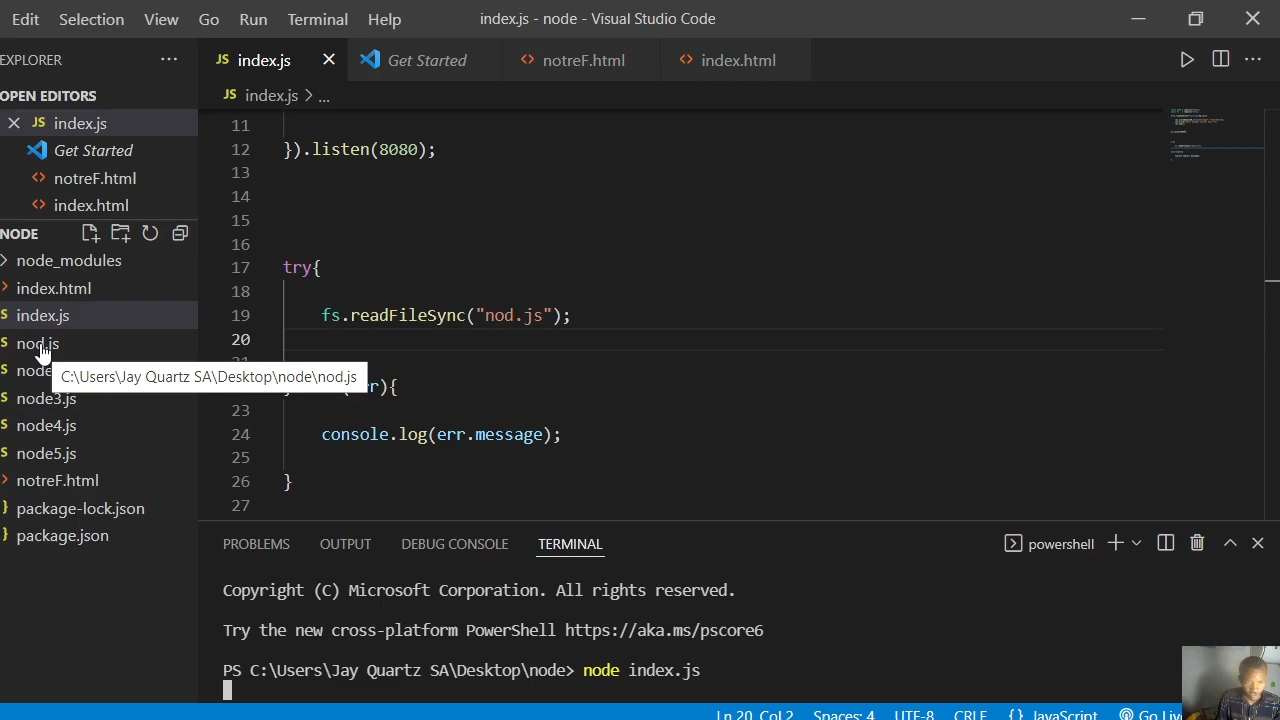 Edit Selection View Go Run Terminal Help index.js - node - Visual Studio Code
EXPLORER
JS index.js Get Started notreF.html index.html
OPEN EDITORS
JS index.js > ...
JS index.js
Get Started
notreF.html
index.html
NODE
node_modules
index.html
index.js
nod.js
node
node3.js
node4.js
node5.js
notreF.html
package-lock.json
package.json
C:\Users\Jay Quartz SA\Desktop\node\nod.js
11
12 }).listen(8080);
13
14
15
16
17 try{
18
19 fs.readFileSync("nod.js");
20
rr){
23
24 console.log(err.message);
25
26 }
27
PROBLEMS OUTPUT DEBUG CONSOLE TERMINAL powershell
Copyright (C) Microsoft Corporation. All rights reserved.
Try the new cross-platform PowerShell https://aka.ms/pscore6
PS C:\Users\Jay Quartz SA\Desktop\node> node index.js
Ln 20, Col 2 Spaces: 4 UTF-8 CRLF {} JavaScript Go Liv